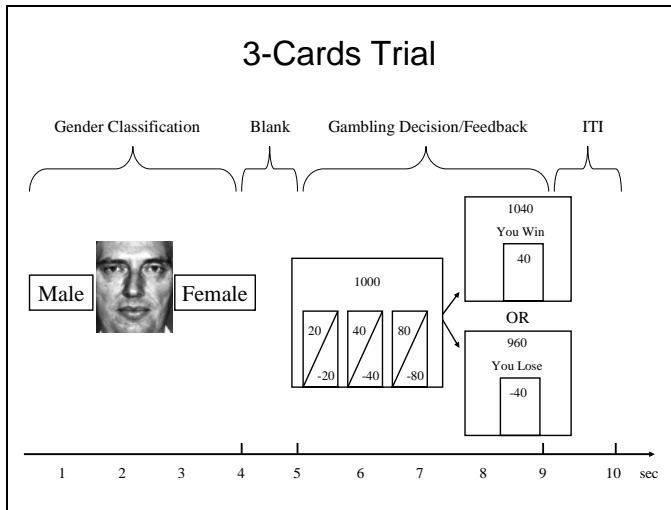 3-Cards Trial
Gender Classification Blank Gambling Decision/Feedback ITI
1040
You Win
40
Male Female
1000
20 40 80
-20 -40 -80
OR
960
You Lose
-40
1 2 3 4 5 6 7 8 9 10 sec